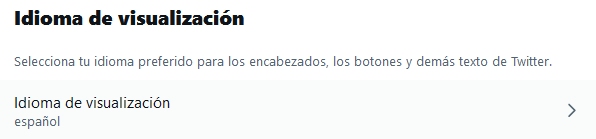 Idioma de visualización
Selecciona tu idioma preferido para los encabezados, los botones y demás texto de Twitter.
Idioma de visualización
español